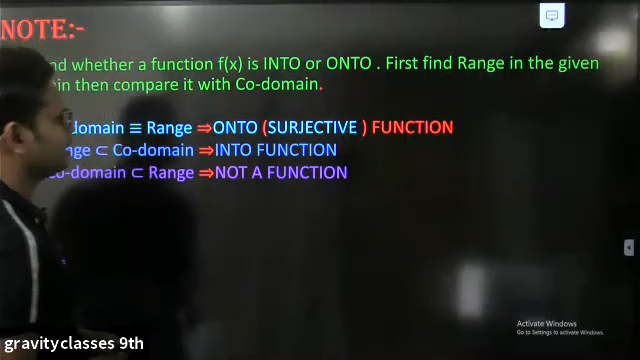 NOTE:-
nd whether a function f(x) is INTO or ONTO . First find Range in the given
in then compare it with Co-domain.
domain ≡ Range ⇒ONTO (SURJECTIVE ) FUNCTION
nge ⊂ Co-domain ⇒INTO FUNCTION
Co-domain ⊂ Range ⇒NOT A FUNCTION
Activate Windows
Go to Settings to activate Windows.
gravityclasses 9th